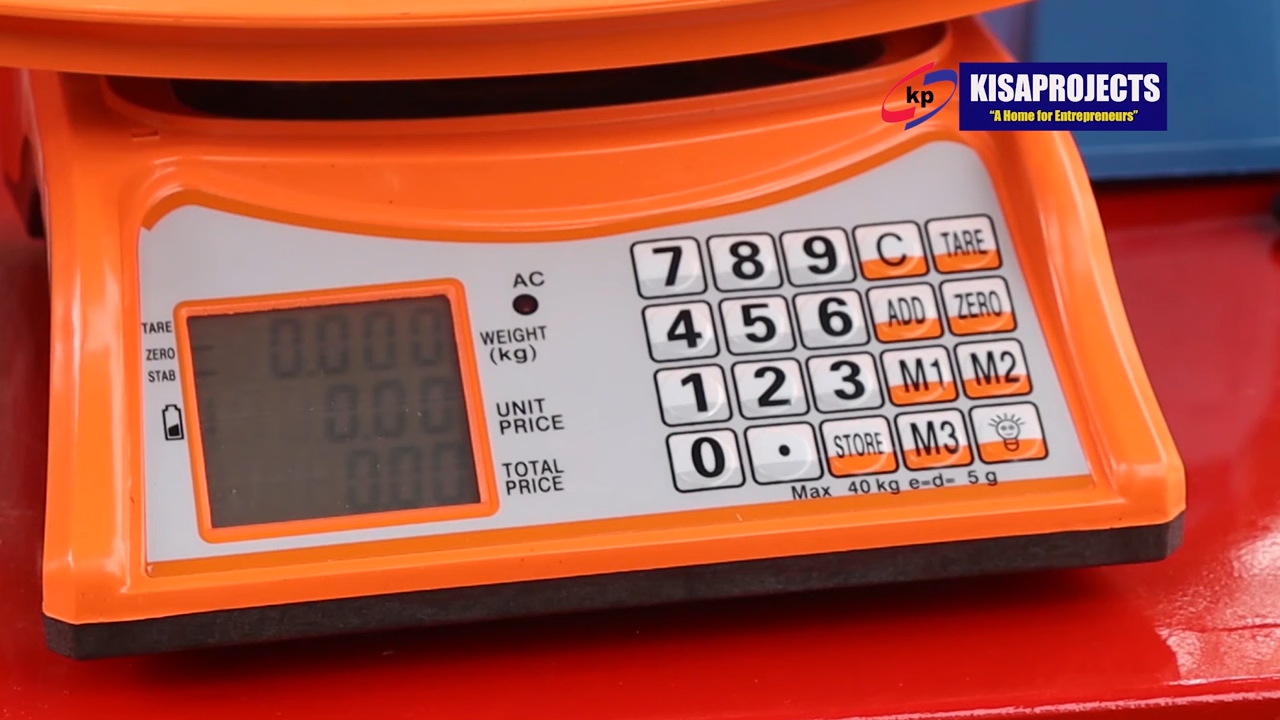 kp
KISAPROJECTS
“A Home for Entrepreneurs”
TARE
ZERO
STAB
0.000
0.00
0.00
AC
WEIGHT
(kg)
UNIT
PRICE
TOTAL
PRICE
7 8 9 C TARE
4 5 6 ADD ZERO
1 2 3 M1 M2
0 . STORE M3
Max 40 kg e=d= 5 g